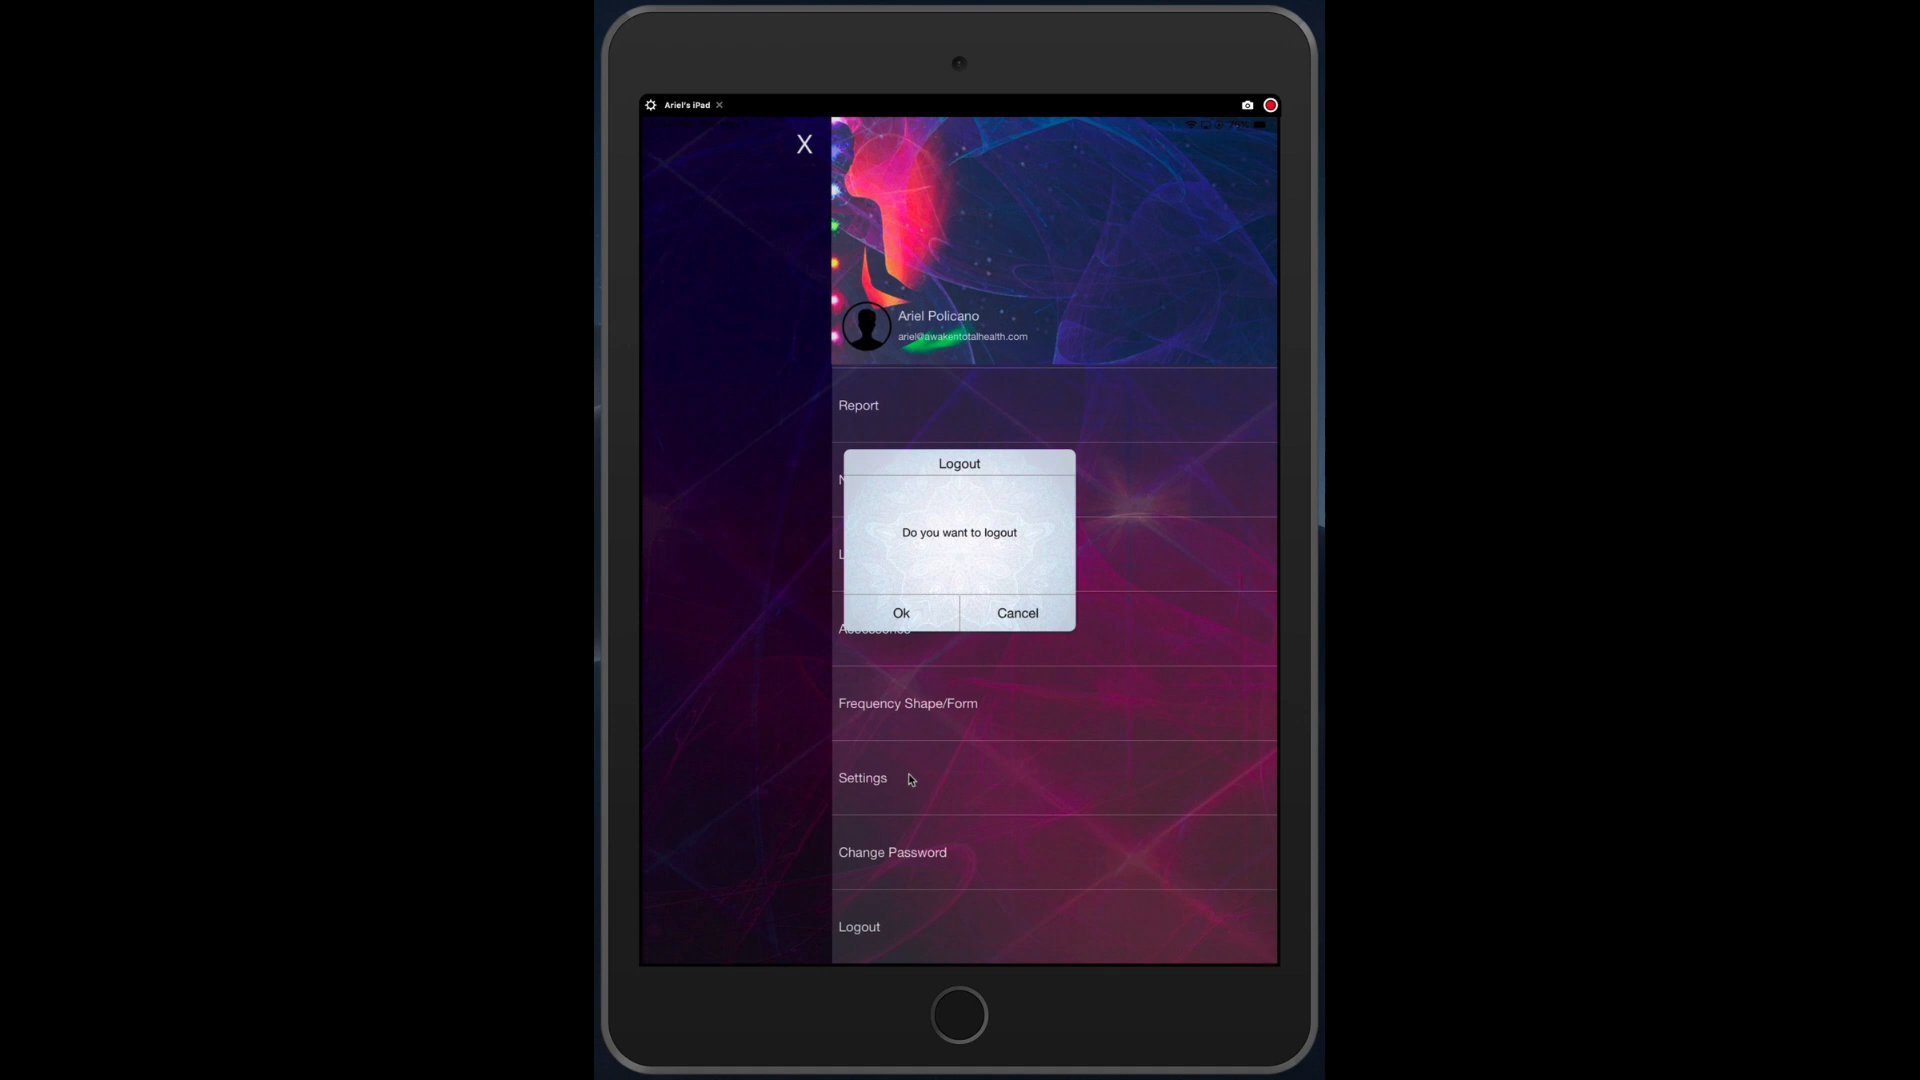 Ariel's iPad
X
Ariel Policano
ariel@awakentotalhealth.com
Report
Logout
Do you want to logout
Ok
Cancel
Frequency Shape/Form
Settings
Change Password
Logout